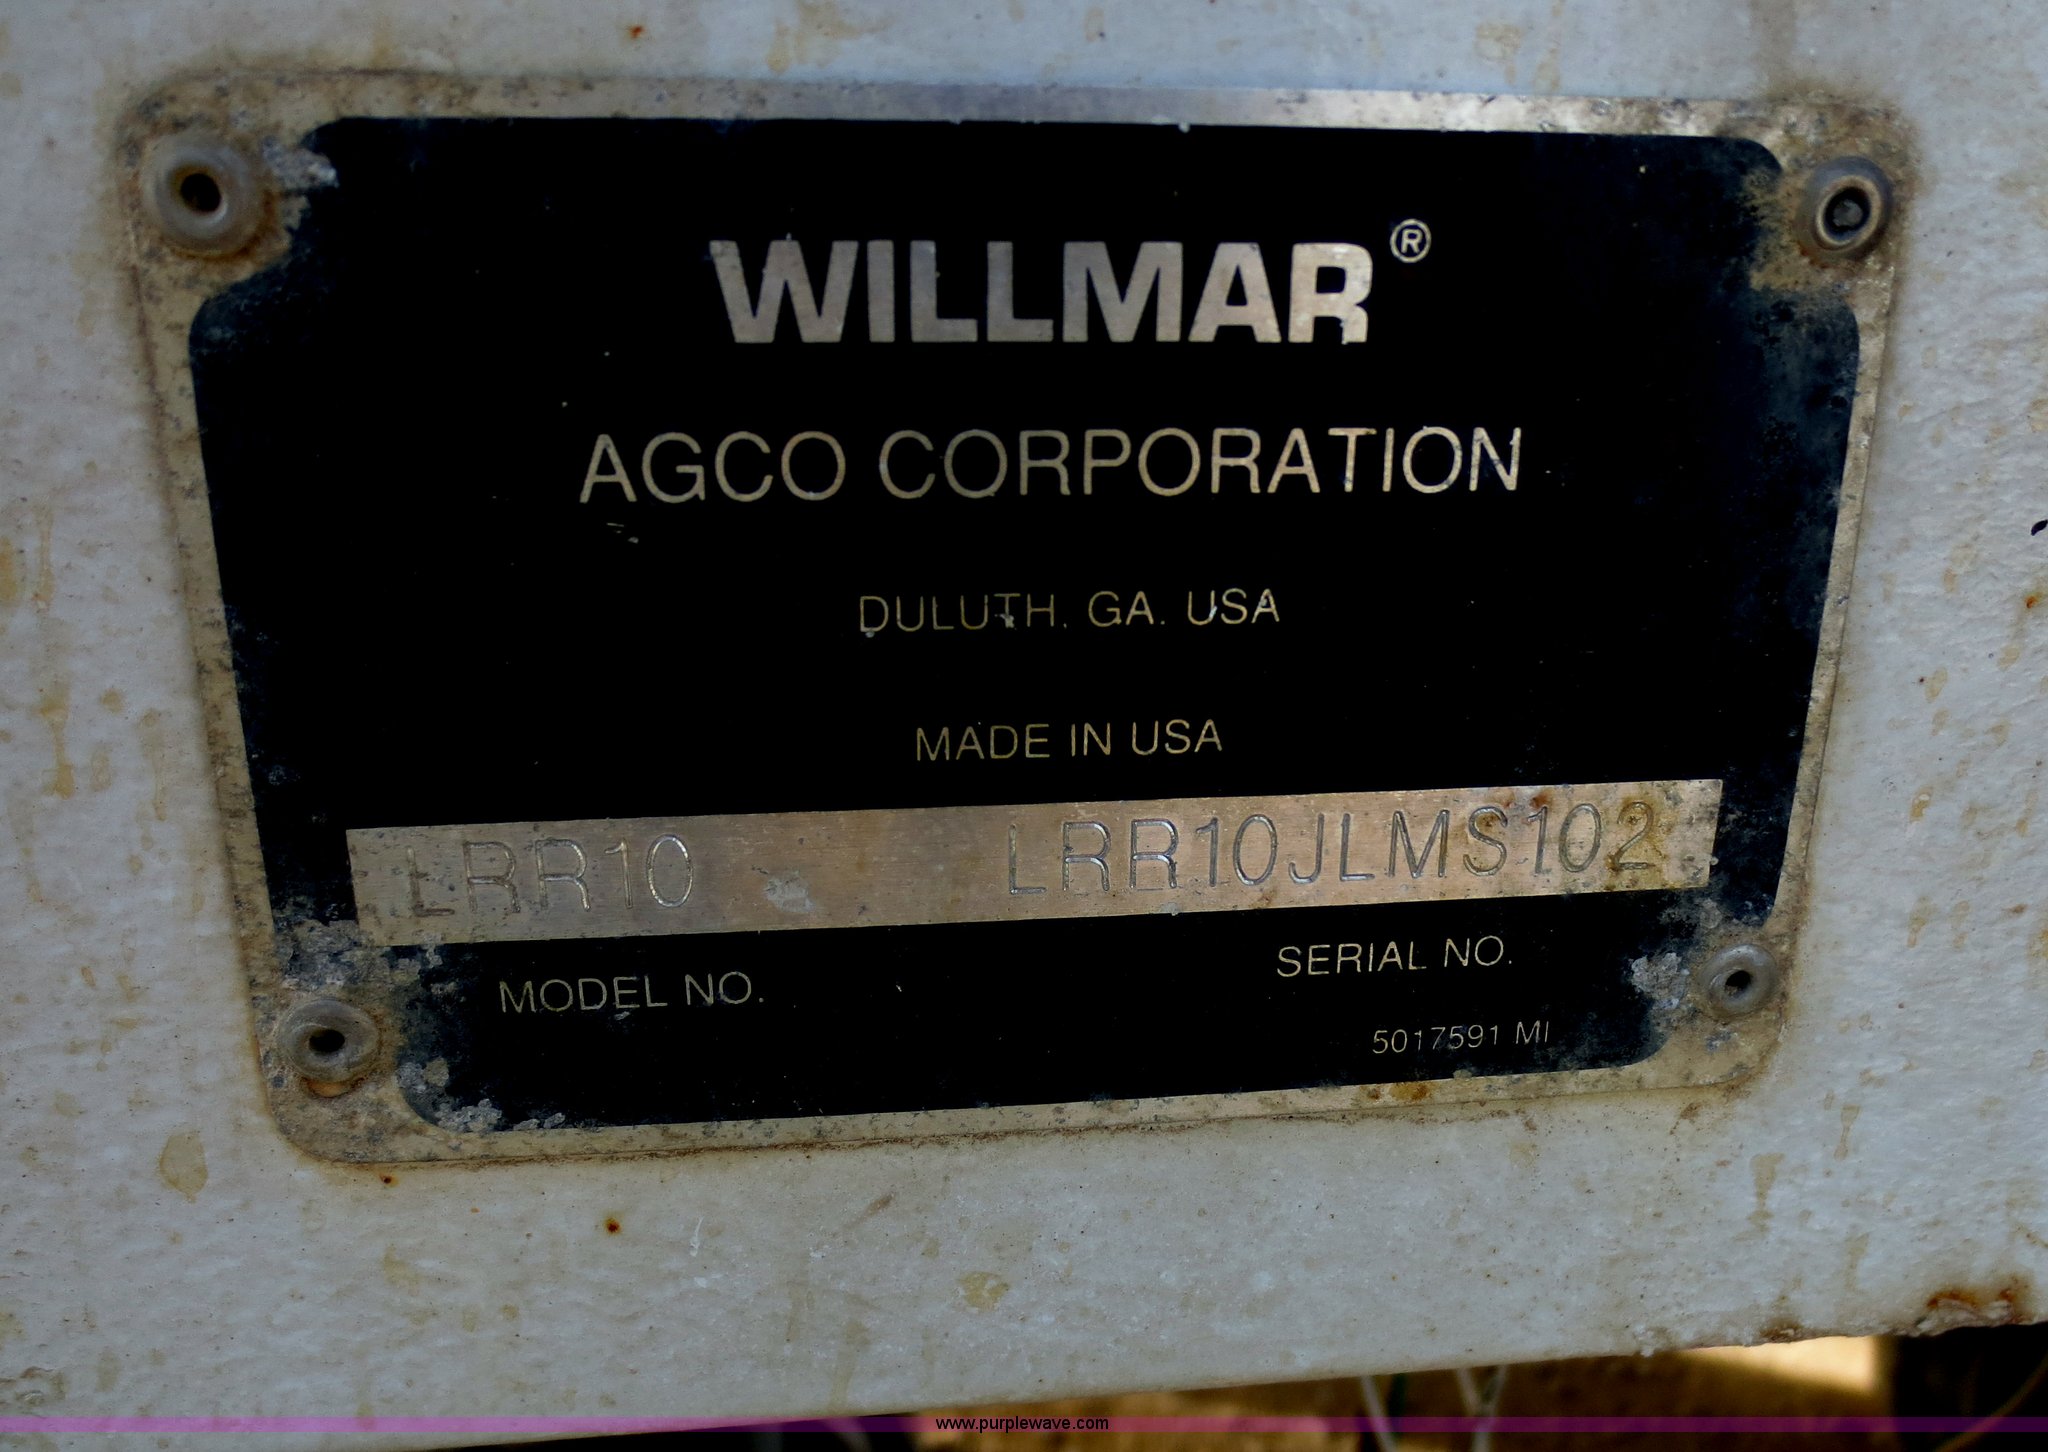 WILLMAR®
AGCO CORPORATION
DULUTH, GA. USA
MADE IN USA
LRR10 LRR10JLMS102
MODEL NO. SERIAL NO.
5017591 MI
www.purplewave.com